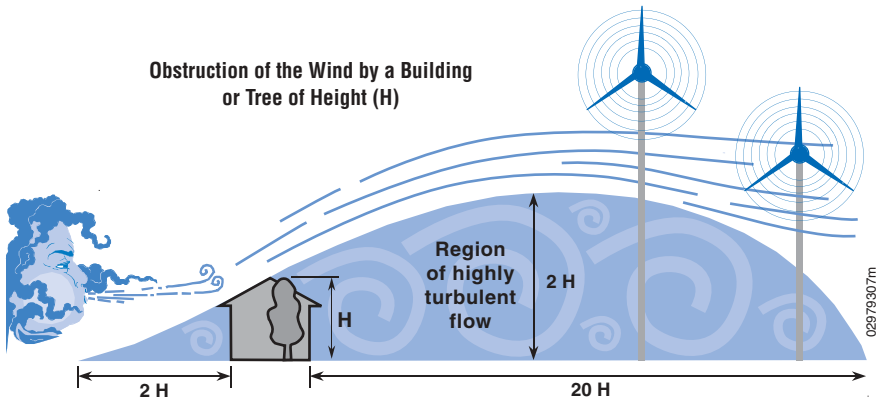 Obstruction of the Wind by a Building
or Tree of Height (H)
Region
of highly
turbulent
flow
2 H
H
2 H
20 H
02979307m